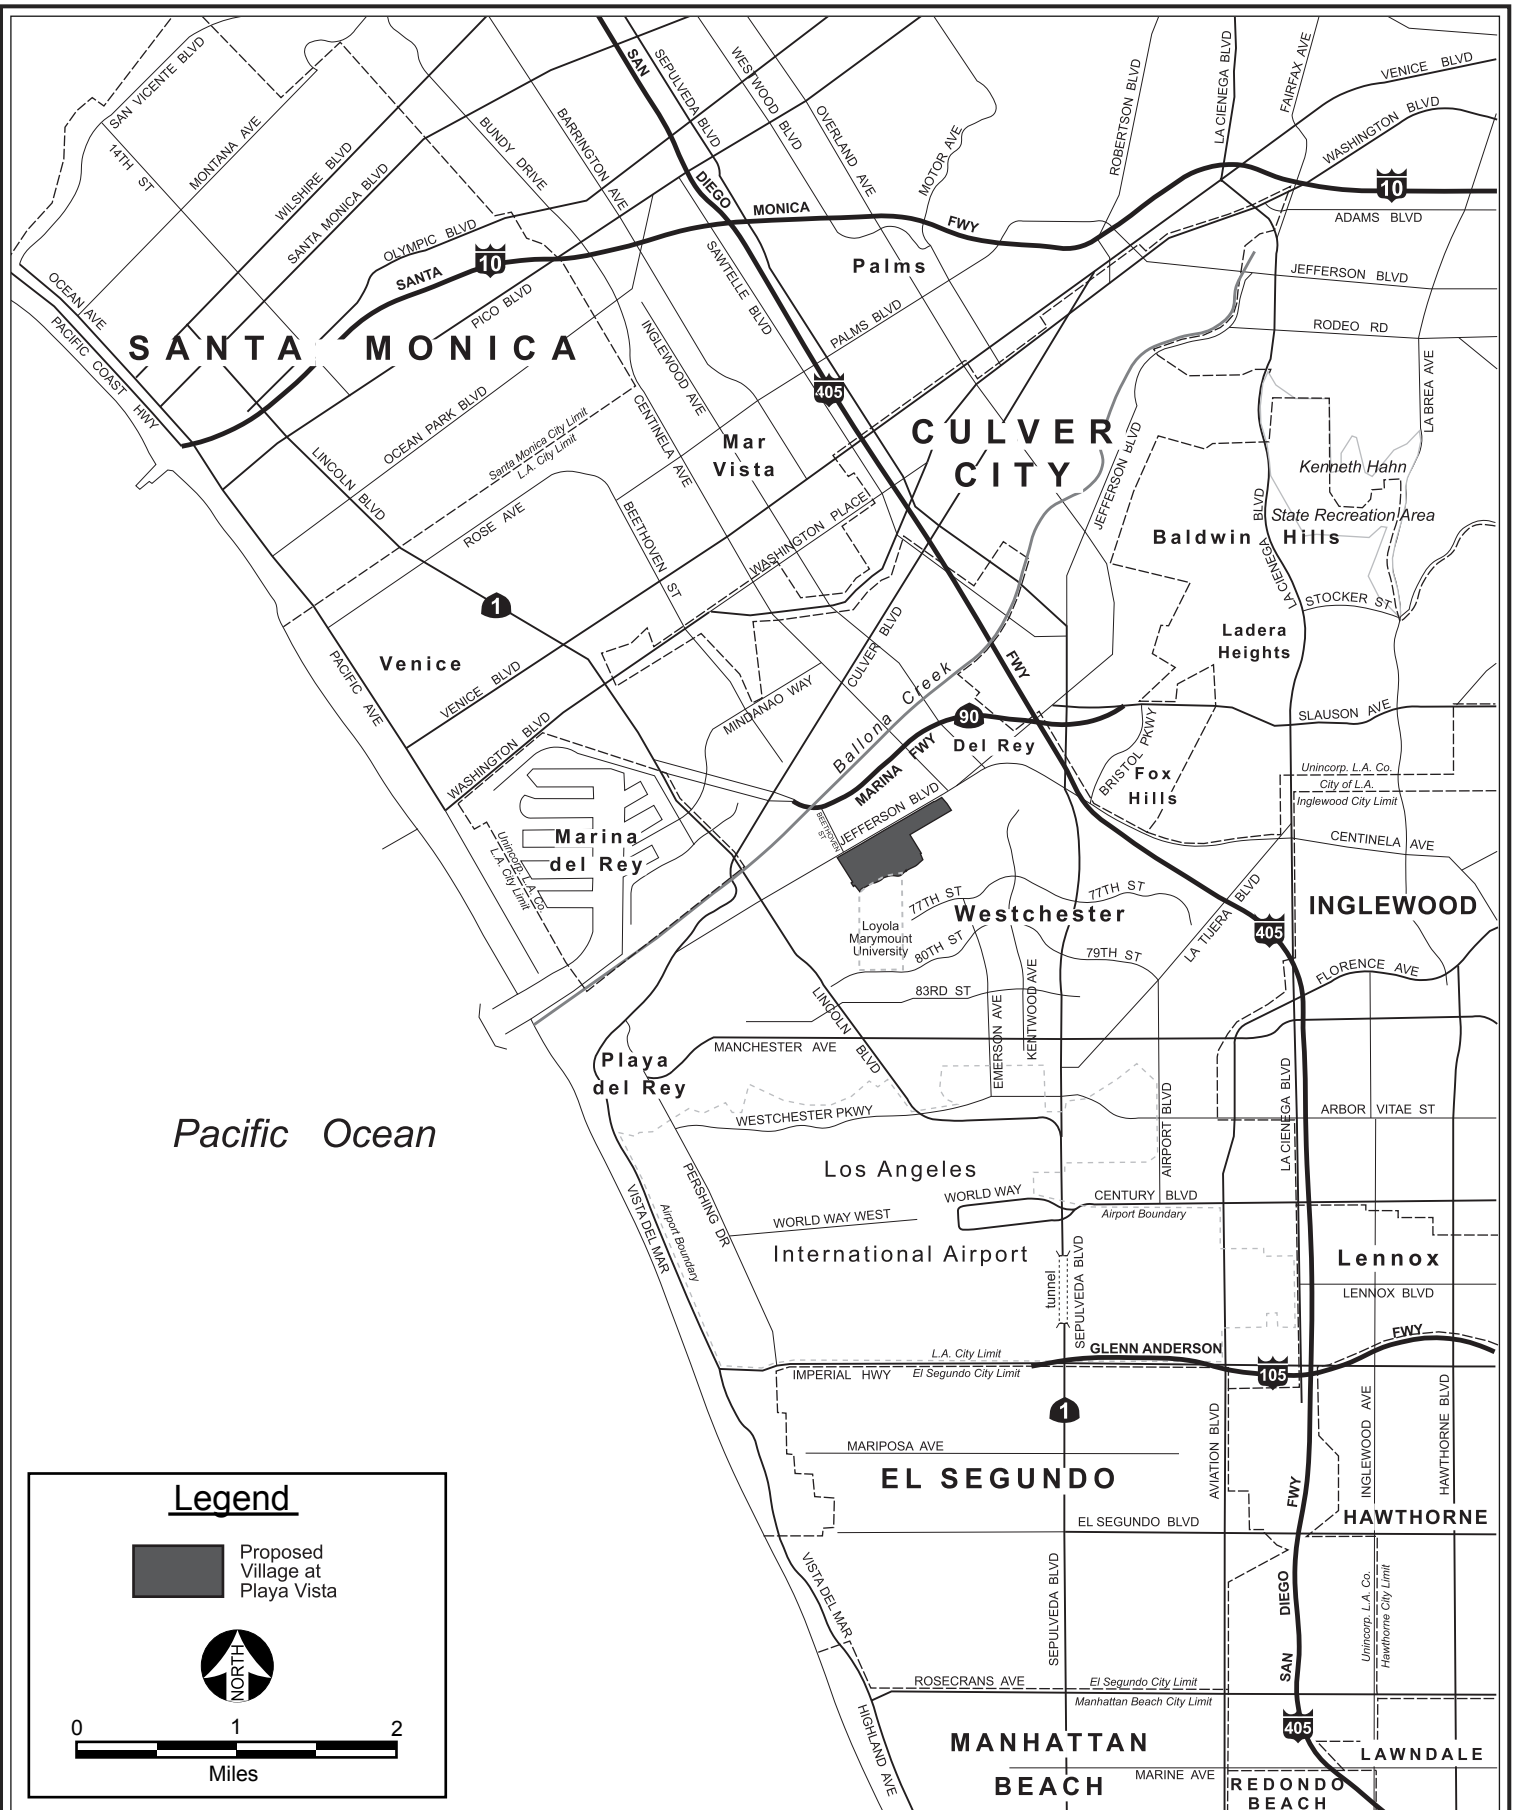 SAN VICENTE BLVD
14TH ST
MONTANA AVE
WILSHIRE BLVD
SANTA MONICA BLVD
OLYMPIC BLVD
BUNDY DRIVE
BARRINGTON AVE
SAN
DIEGO
SEPULVEDA BLVD
WESTWOOD BLVD
OVERLAND AVE
MOTOR AVE
ROBERTSON BLVD
LA CIENEGA BLVD
FAIRFAX AVE
VENICE BLVD
WASHINGTON BLVD
10
ADAMS BLVD
JEFFERSON BLVD
RODEO RD
LA BREA AVE
SANTA
10
MONICA
FWY
Palms
PICO BLVD
SAWTELLE BLVD
PALMS BLVD
OCEAN AVE
PACIFIC COAST HWY
SANTA MONICA
INGLEWOOD AVE
405
CENTINELA AVE
OCEAN PARK BLVD
Santa Monica City Limit
L.A. City Limit
LINCOLN BLVD
ROSE AVE
Mar
Vista
CULVER
CITY
JEFFERSON BLVD
Kenneth Hahn
State Recreation Area
Baldwin Hills
LA CIENEGA BLVD
STOCKER ST
BEETHOVEN ST
WASHINGTON PLACE
1
Venice
PACIFIC AVE
VENICE BLVD
WASHINGTON BLVD
MINDANAO WAY
CULVER BLVD
Ballona Creek
FWY
Ladera
Heights
SLAUSON AVE
90
MARINA FWY
Del Rey
BRISTOL PKWY
Fox
Hills
Unincorp. L.A. Co.
City of L.A.
Inglewood City Limit
CENTINELA AVE
BEETHOVEN
ST
JEFFERSON BLVD
Marina
del Rey
Unincorp. L.A. Co.
L.A. City Limit
77TH ST
77TH ST
Westchester
LA TIJERA BLVD
405
INGLEWOOD
Loyola
Marymount
University
80TH ST
79TH ST
83RD ST
FLORENCE AVE
LINCOLN BLVD
EMERSON AVE
KENTWOOD AVE
MANCHESTER AVE
Playa
del Rey
Pacific Ocean
WESTCHESTER PKWY
AIRPORT BLVD
LA CIENEGA BLVD
ARBOR VITAE ST
Los Angeles
International Airport
PERSHING DR
VISTA DEL MAR
Airport Boundary
WORLD WAY
WORLD WAY WEST
CENTURY BLVD
Airport Boundary
tunnel
SEPULVEDA BLVD
Lennox
LENNOX BLVD
L.A. City Limit
IMPERIAL HWY
El Segundo City Limit
GLENN ANDERSON
FWY
105
1
MARIPOSA AVE
EL SEGUNDO
AVIATION BLVD
INGLEWOOD AVE
HAWTHORNE BLVD
FWY
HAWTHORNE
EL SEGUNDO BLVD
VISTA DEL MAR
SEPULVEDA BLVD
DIEGO
SAN
Unincorp. L.A. Co.
Hawthorne City Limit
ROSECRANS AVE
El Segundo City Limit
Manhattan Beach City Limit
HIGHLAND AVE
405
MANHATTAN
BEACH
MARINE AVE
LAWNDALE
REDONDO
BEACH
Legend
Proposed
Village at
Playa Vista
NORTH
0 1 2
Miles